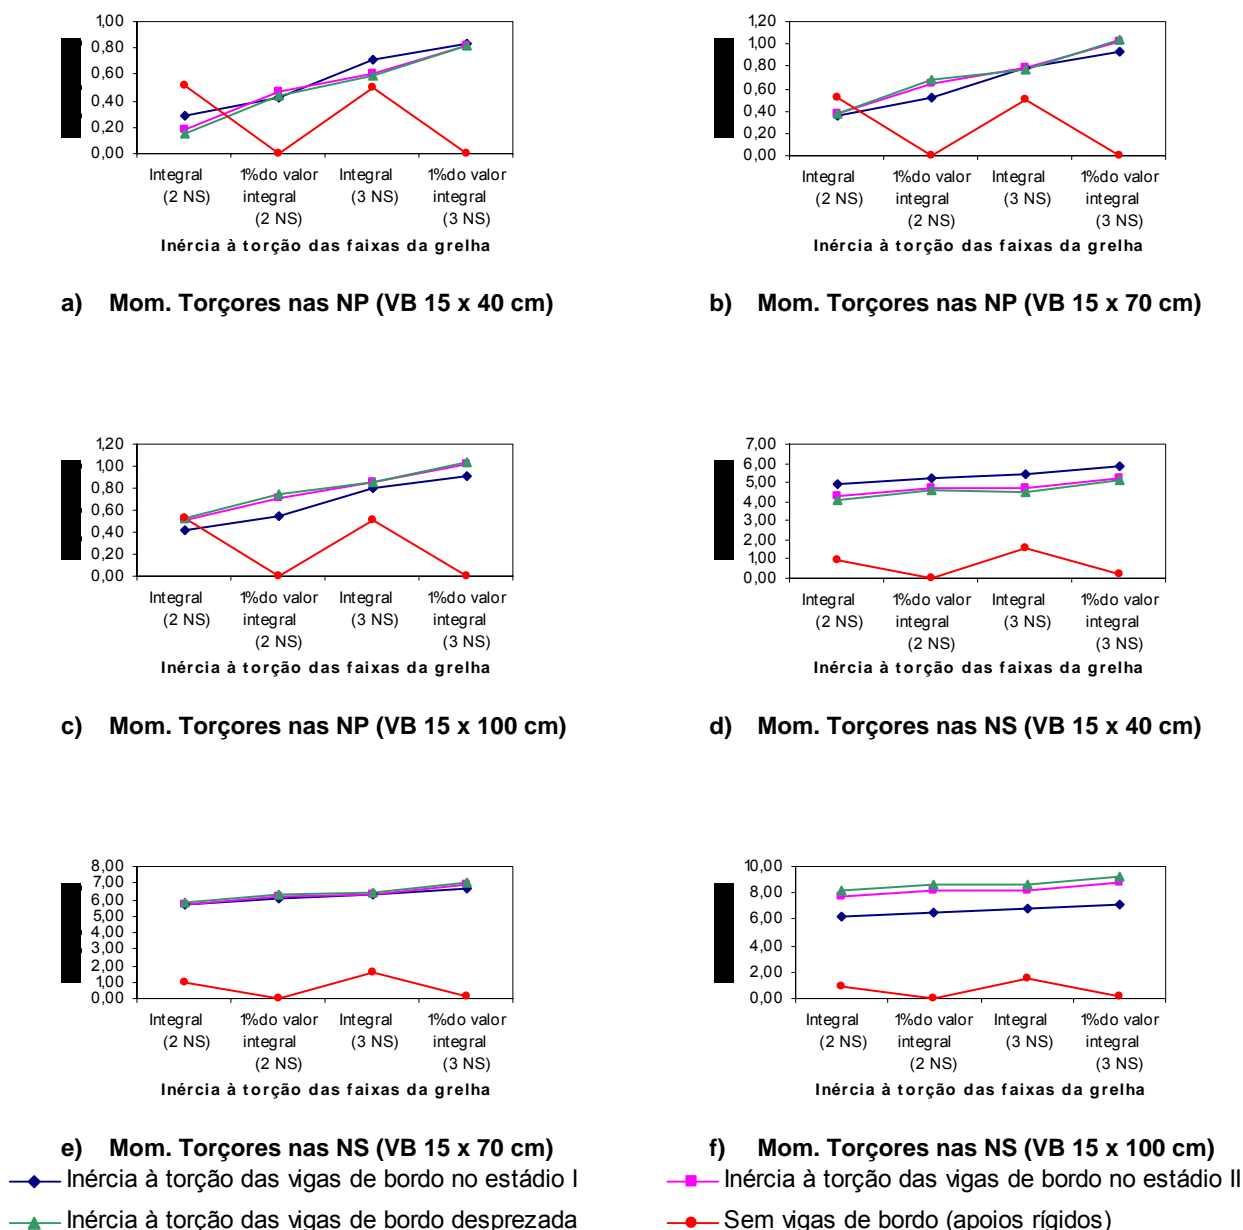 1,00
0,80
0,60
0,40
0,20
0,00
Integral (2 NS)
1%do valor integral (2 NS)
Integral (3 NS)
1%do valor integral (3 NS)
Inércia à torção das faixas da grelha
a) Mom. Torçores nas NP (VB 15 x 40 cm)
1,20
1,00
0,80
0,60
0,40
0,20
0,00
Integral (2 NS)
1%do valor integral (2 NS)
Integral (3 NS)
1%do valor integral (3 NS)
Inércia à torção das faixas da grelha
b) Mom. Torçores nas NP (VB 15 x 70 cm)
1,20
1,00
0,80
0,60
0,40
0,20
0,00
Integral (2 NS)
1%do valor integral (2 NS)
Integral (3 NS)
1%do valor integral (3 NS)
Inércia à torção das faixas da grelha
c) Mom. Torçores nas NP (VB 15 x 100 cm)
7,00
6,00
5,00
4,00
3,00
2,00
1,00
0,00
Integral (2 NS)
1%do valor integral (2 NS)
Integral (3 NS)
1%do valor integral (3 NS)
Inércia à torção das faixas da grelha
d) Mom. Torçores nas NS (VB 15 x 40 cm)
8,00
7,00
6,00
5,00
4,00
3,00
2,00
1,00
0,00
Integral (2 NS)
1%do valor integral (2 NS)
Integral (3 NS)
1%do valor integral (3 NS)
Inércia à torção das faixas da grelha
e) Mom. Torçores nas NS (VB 15 x 70 cm)
10,00
8,00
6,00
4,00
2,00
0,00
Integral (2 NS)
1%do valor integral (2 NS)
Integral (3 NS)
1%do valor integral (3 NS)
Inércia à torção das faixas da grelha
f) Mom. Torçores nas NS (VB 15 x 100 cm)
Inércia à torção das vigas de bordo no estádio I
Inércia à torção das vigas de bordo no estádio II
Inércia à torção das vigas de bordo desprezada
Sem vigas de bordo (apoios rígidos)